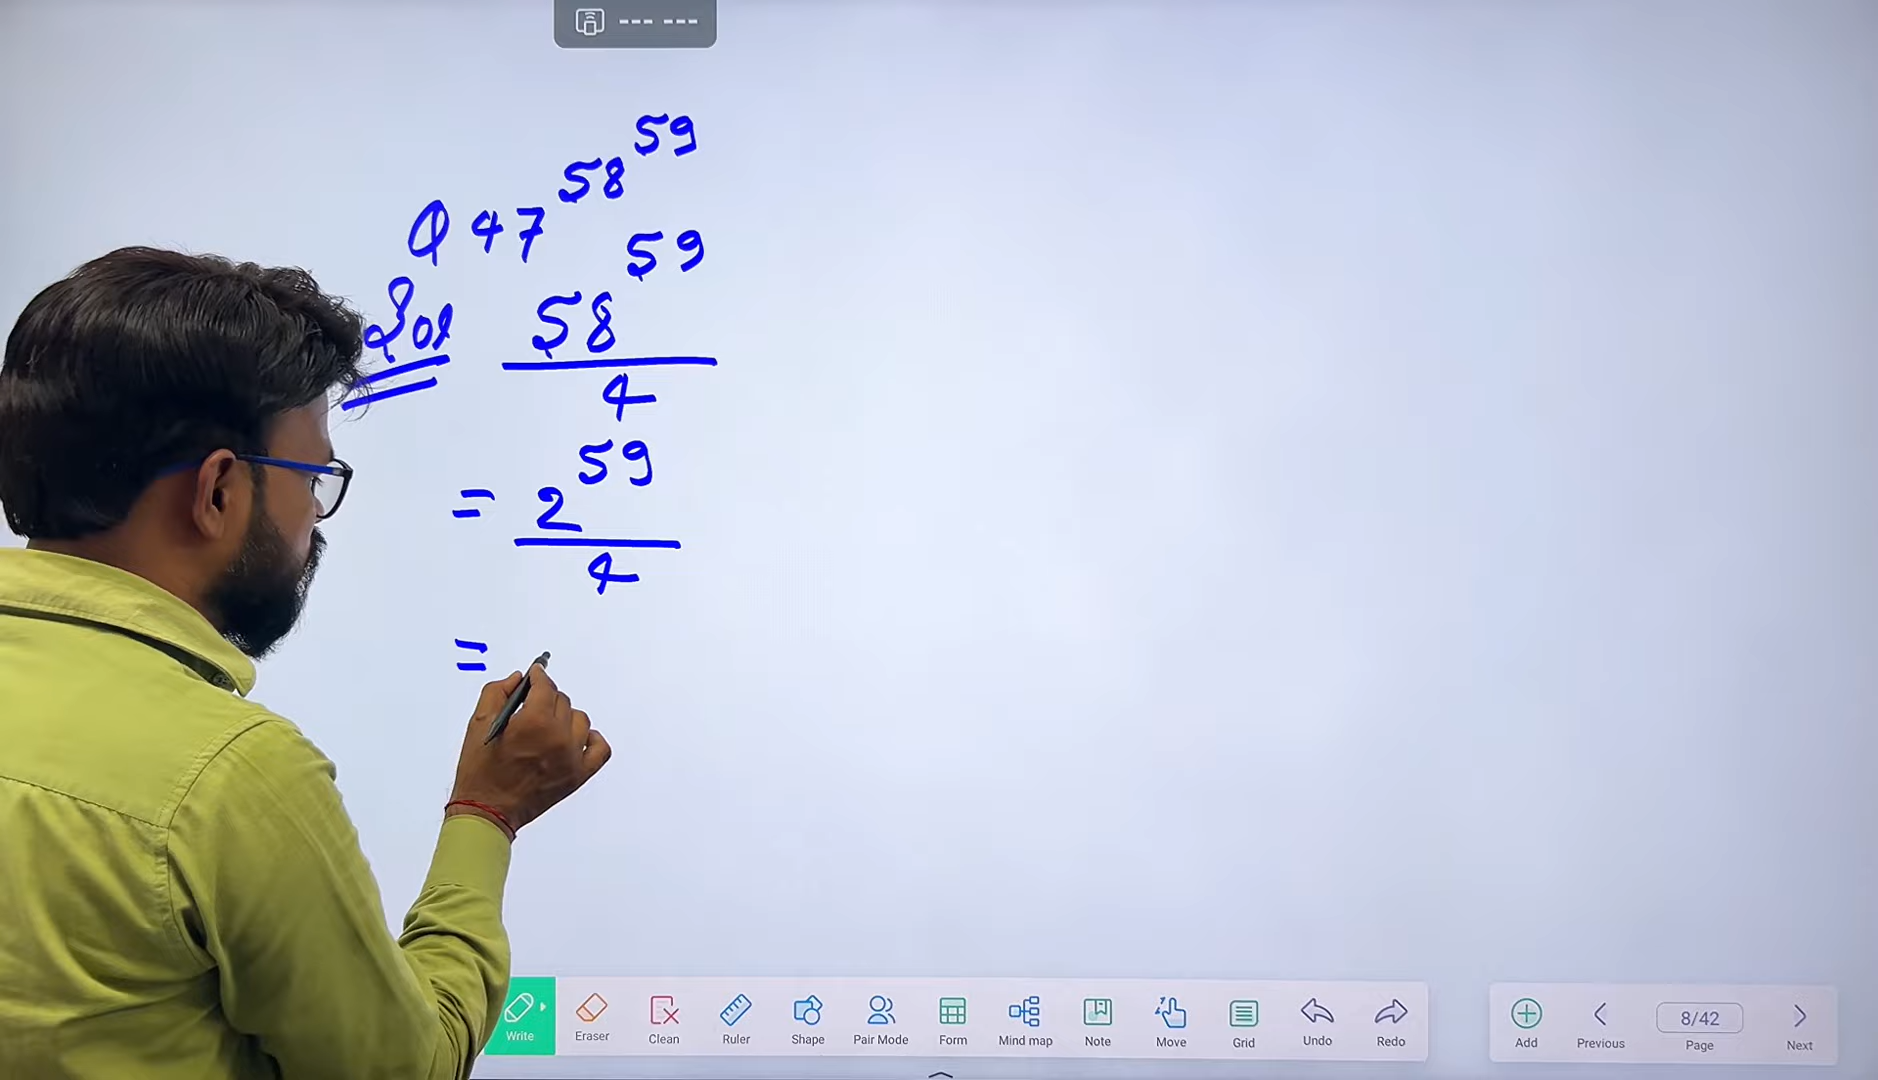 --- ---
Q 47^58^59
Sol 58^59
4
= 2^59
4
=
Write
Eraser
Clean
Ruler
Shape
Pair Mode
Form
Mind map
Note
Move
Grid
Undo
Redo
Add
Previous
8/42
Page
Next